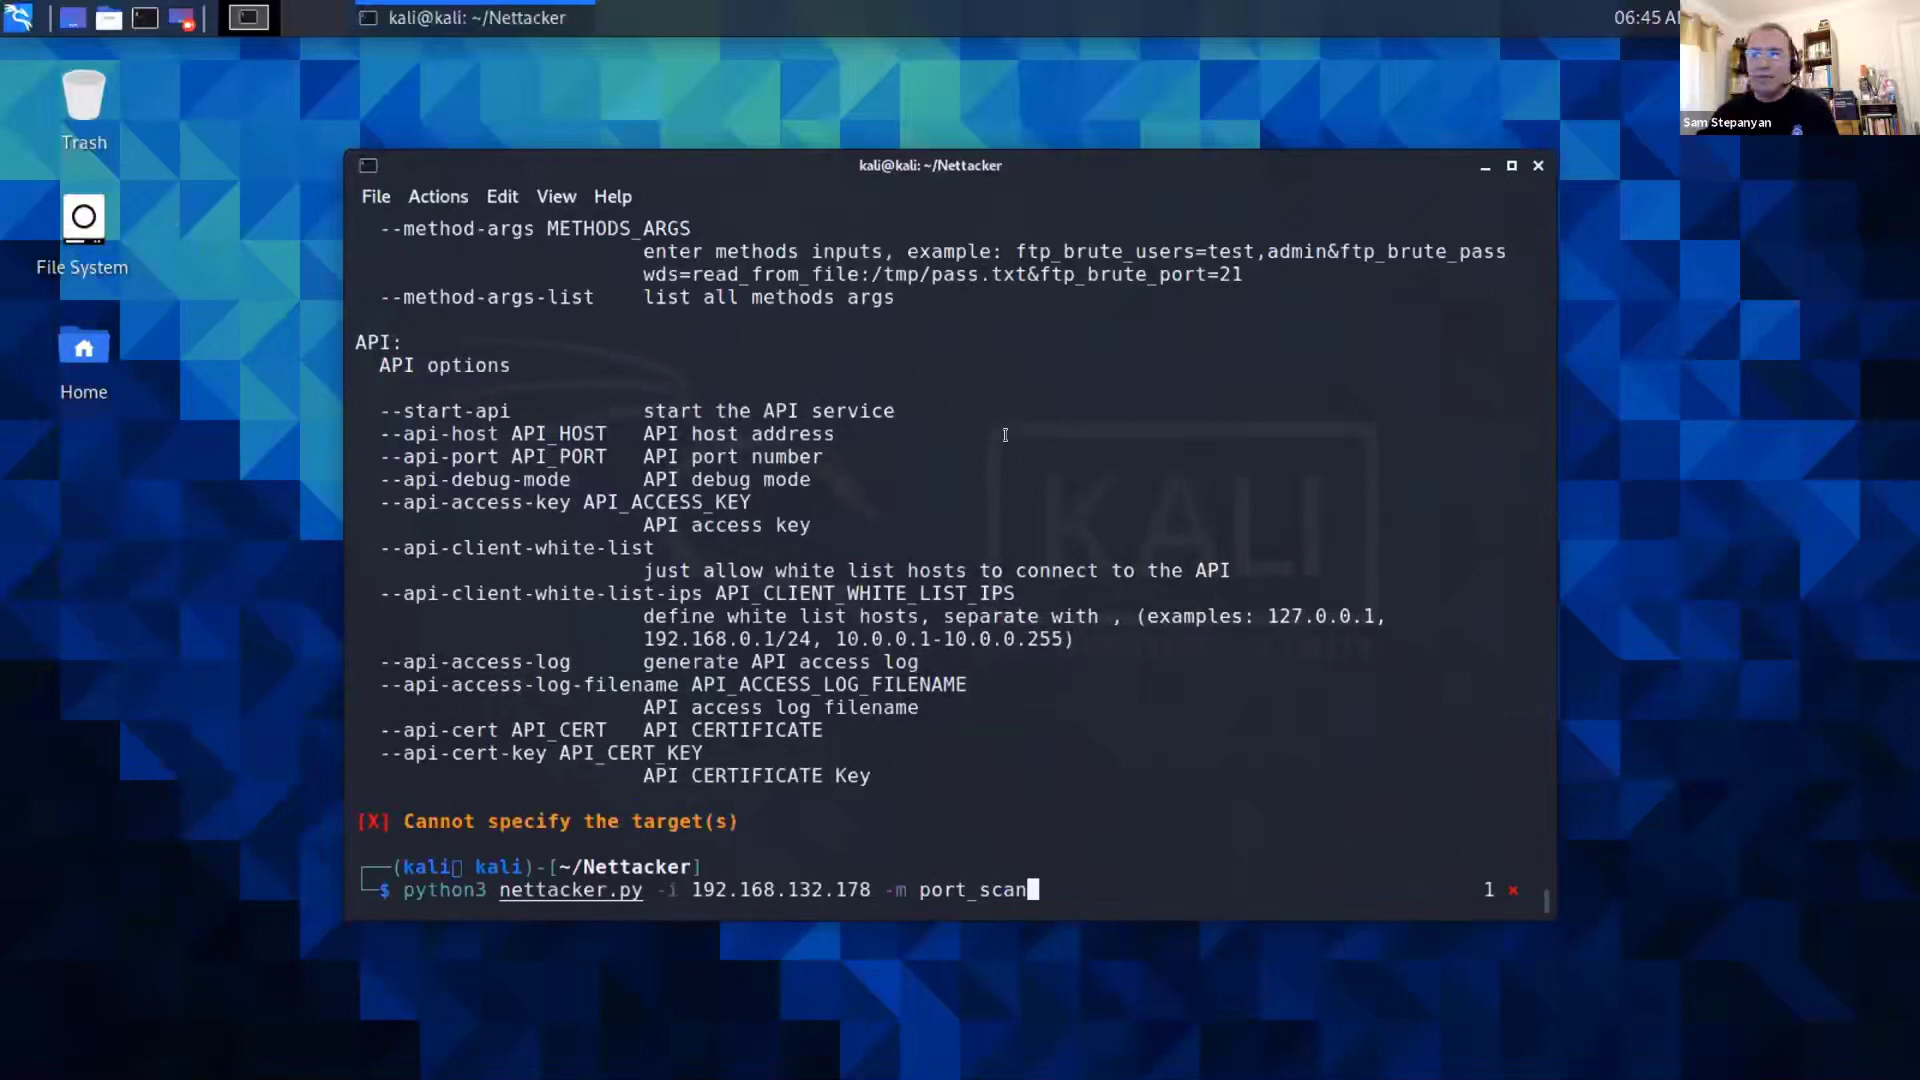 kali@kali: ~/Nettacker
06:45 A
Sam Stepanyan
Trash
File System
Home
kali@kali: ~/Nettacker
File Actions Edit View Help
--method-args METHODS_ARGS
enter methods inputs, example: ftp_brute_users=test,admin&ftp_brute_pass
wds=read_from_file:/tmp/pass.txt&ftp_brute_port=21
--method-args-list list all methods args
API:
API options
--start-api start the API service
--api-host API_HOST API host address
--api-port API_PORT API port number
--api-debug-mode API debug mode
--api-access-key API_ACCESS_KEY
API access key
--api-client-white-list
just allow white list hosts to connect to the API
--api-client-white-list-ips API_CLIENT_WHITE_LIST_IPS
define white list hosts, separate with , (examples: 127.0.0.1,
192.168.0.1/24, 10.0.0.1-10.0.0.255)
--api-access-log generate API access log
--api-access-log-filename API_ACCESS_LOG_FILENAME
API access log filename
--api-cert API_CERT API CERTIFICATE
--api-cert-key API_CERT_KEY
API CERTIFICATE Key
[X] Cannot specify the target(s)
(kali kali)-[~/Nettacker]
$ python3 nettacker.py -i 192.168.132.178 -m port_scan 1 ×
KALI